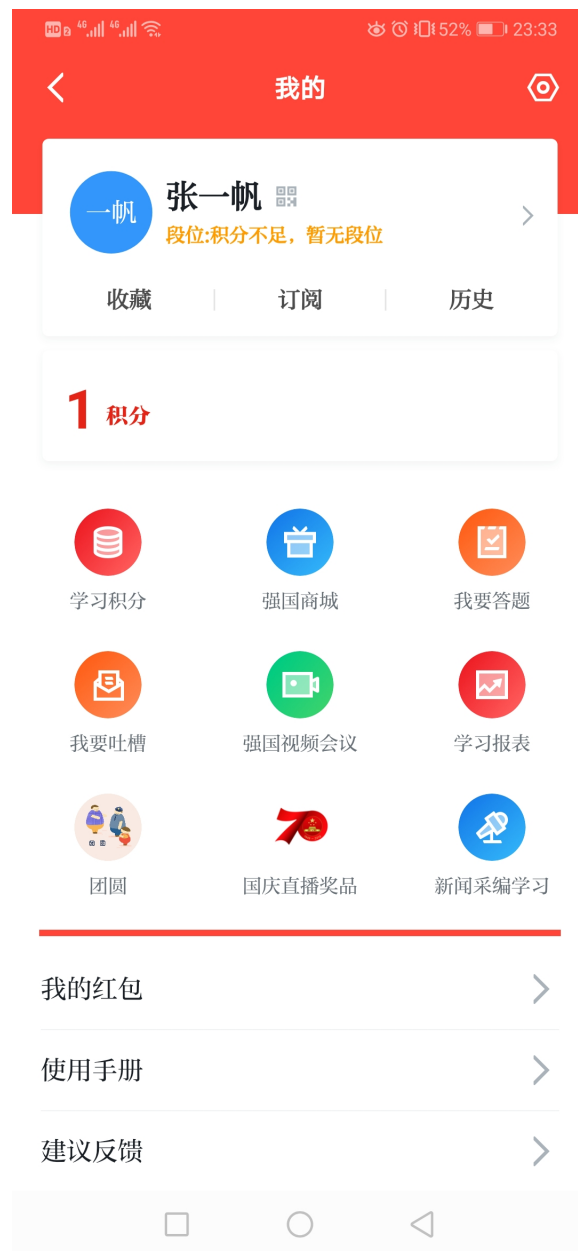 HD 2 4G 4G 52% 23:33
我的
一帆 张一帆
段位:积分不足，暂无段位
收藏 订阅 历史
1 积分
学习积分 强国商城 我要答题
我要吐槽 强国视频会议 学习报表
70
团圆 国庆直播奖品 新闻采编学习
我的红包
使用手册
建议反馈